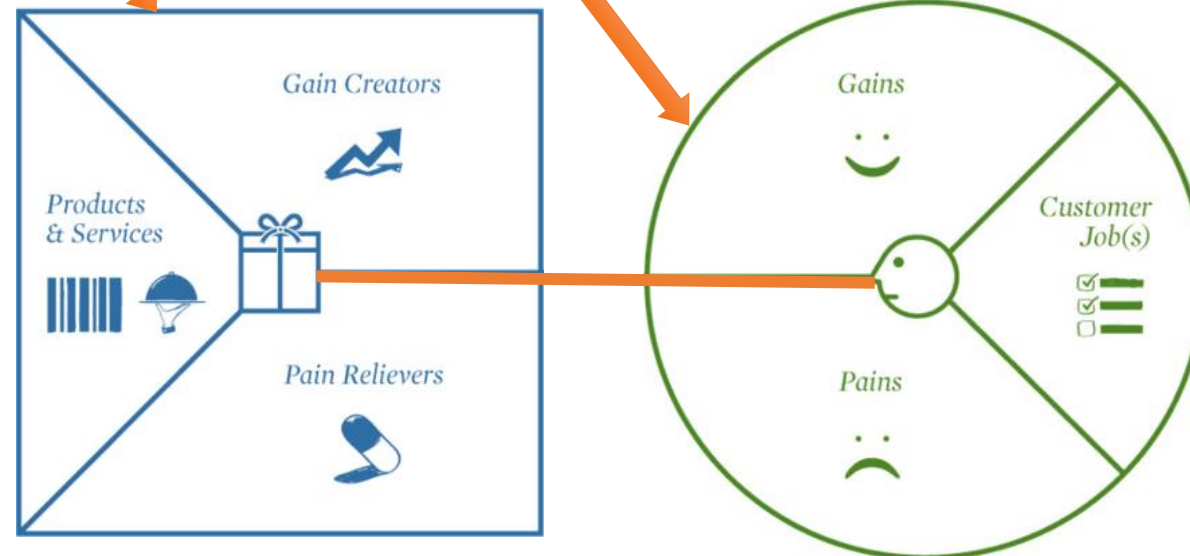 Gain Creators
Products
& Services
Pain Relievers
Gains
Customer
Job(s)
Pains